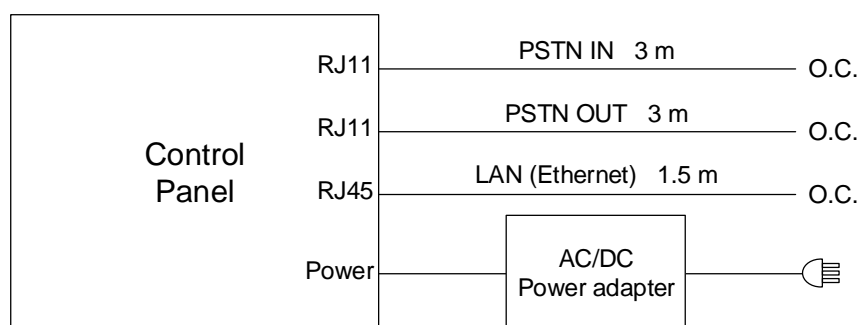 RJ11 PSTN IN 3 m O.C.
RJ11 PSTN OUT 3 m O.C.
Control
Panel
RJ45 LAN (Ethernet) 1.5 m O.C.
Power
AC/DC
Power adapter